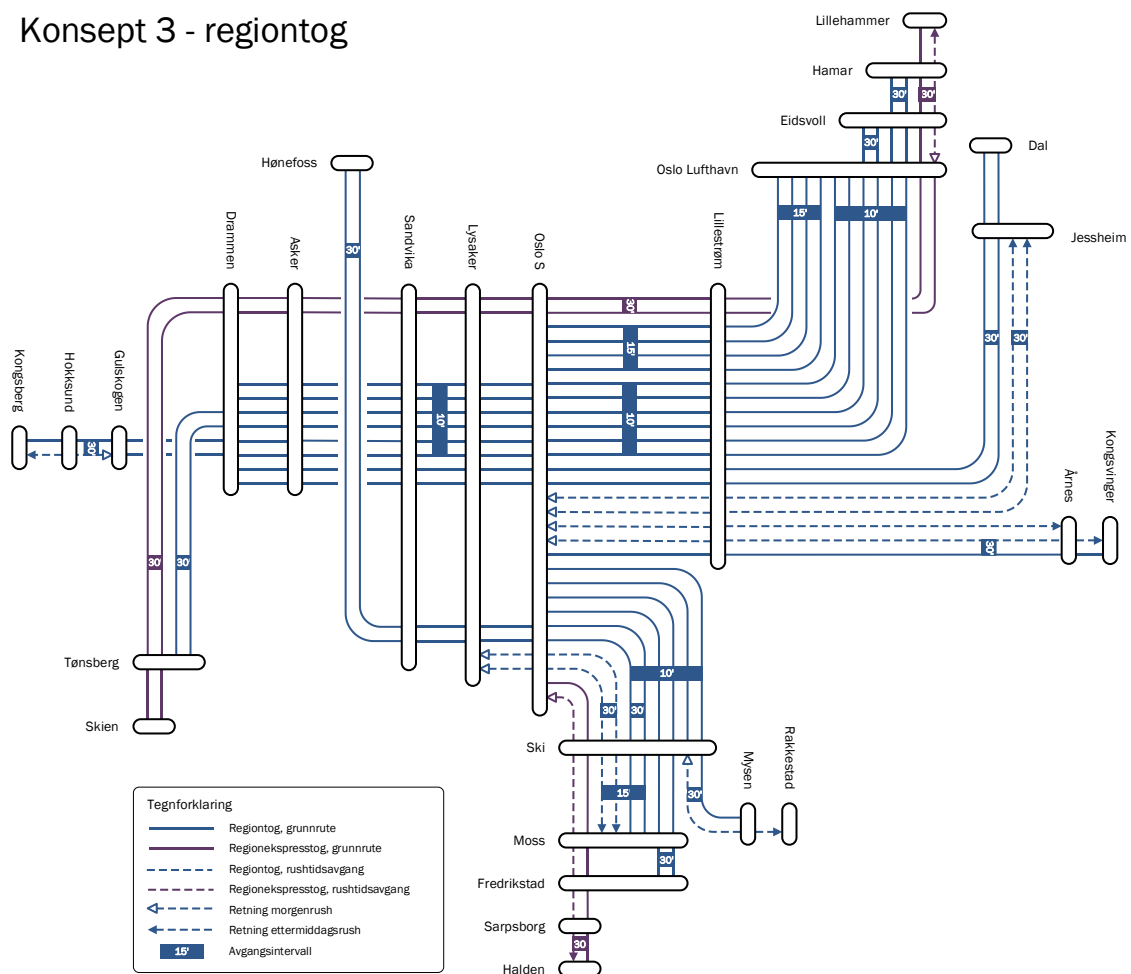 Konsept 3 - regiontog
Lillehammer
Hamar
30'
30'
Eidsvoll
30'
Dal
Hønefoss
Oslo Lufthavn
15'
10'
Jessheim
Drammen
Asker
30'
Sandvika
Lysaker
Oslo S
Lillestrøm
30'
15'
30'
30'
Kongsberg
Hokksund
Gulskogen
30'
10'
10'
Årnes
Kongsvinger
30'
30'
30'
Tønsberg
Skien
10'
30'
30'
Ski
Mysen
Rakkestad
15'
30'
Moss
30'
Fredrikstad
Sarpsborg
30
Halden
Tegnforklaring
Regiontog, grunnrute
Regionekspresstog, grunnrute
Regiontog, rushtidsavgang
Regionekspresstog, rushtidsavgang
Retning morgenrush
Retning ettermiddagsrush
15'
Avgangsintervall